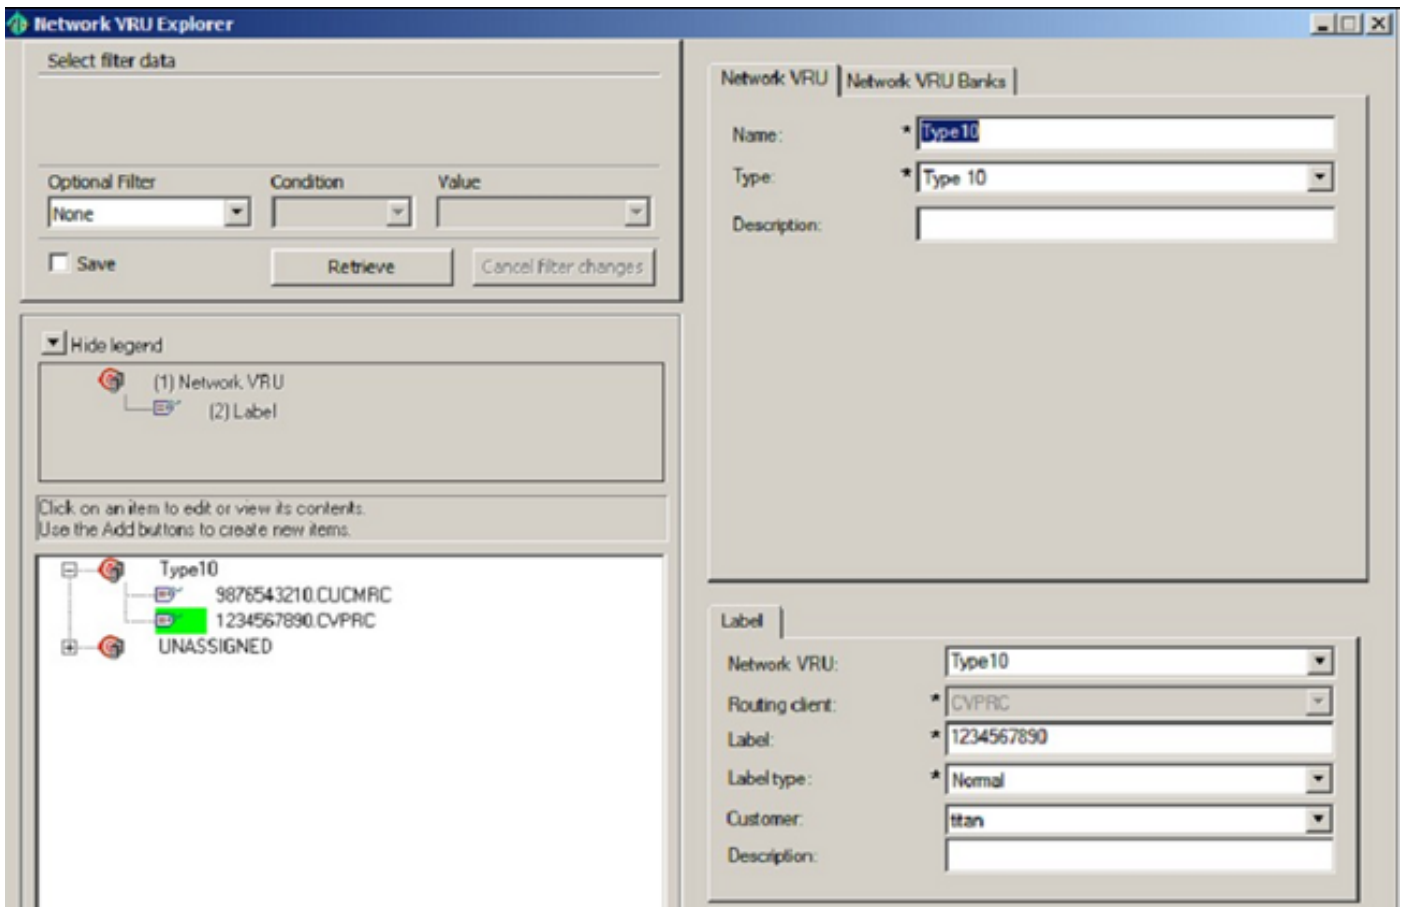 Network VRU Explorer
Select filter data
Optional Filter Condition Value
None
Save Retrieve Cancel filter changes
Hide legend
(1) Network VRU
(2) Label
Click on an item to edit or view its contents.
Use the Add buttons to create new items.
Type10
9876543210.CUCMRC
1234567890.CVPRC
UNASSIGNED
Network VRU Network VRU Banks
Name: * Type10
Type: * Type 10
Description:
Label
Network VRU: Type10
Routing client: * CVPRC
Label: * 1234567890
Label type: * Normal
Customer: ttan
Description: